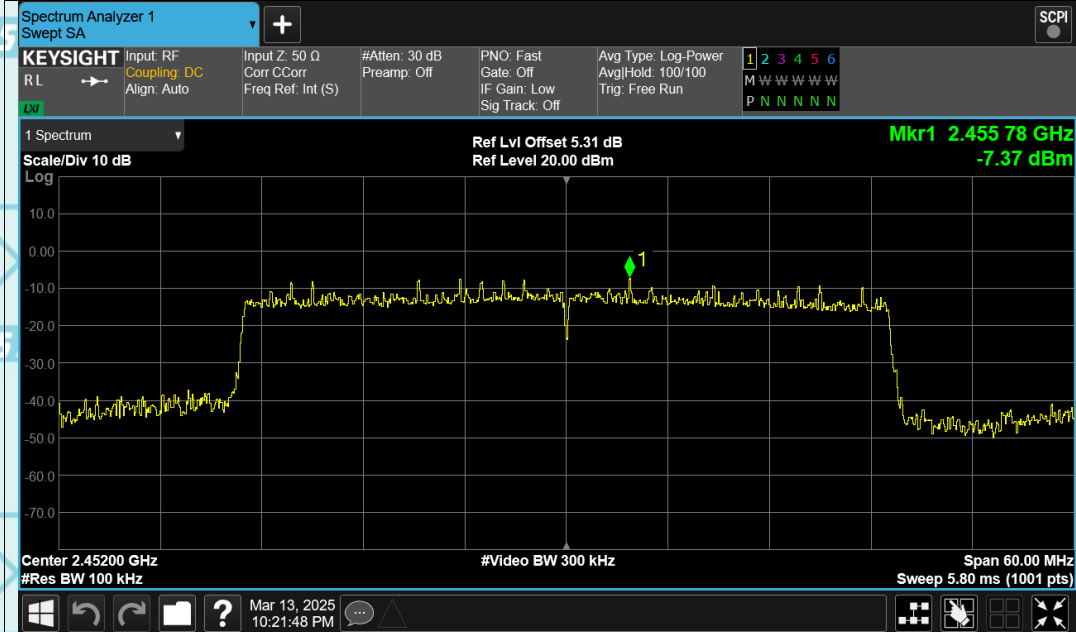 Spectrum Analyzer 1
Swept SA
+
SCPI
KEYSIGHT
R L
LXI
Input: RF
Coupling: DC
Align: Auto
Input Z: 50 Ω
Corr CCorr
Freq Ref: Int (S)
#Atten: 30 dB
Preamp: Off
PNO: Fast
Gate: Off
IF Gain: Low
Sig Track: Off
Avg Type: Log-Power
Avg|Hold: 100/100
Trig: Free Run
1 2 3 4 5 6
M W W W W W
P N N N N N
1 Spectrum
Scale/Div 10 dB
Log
Ref Lvl Offset 5.31 dB
Ref Level 20.00 dBm
Mkr1 2.455 78 GHz
-7.37 dBm
1
10.0
0.00
-10.0
-20.0
-30.0
-40.0
-50.0
-60.0
-70.0
Center 2.45200 GHz
#Res BW 100 kHz
#Video BW 300 kHz
Span 60.00 MHz
Sweep 5.80 ms (1001 pts)
?
Mar 13, 2025
10:21:48 PM